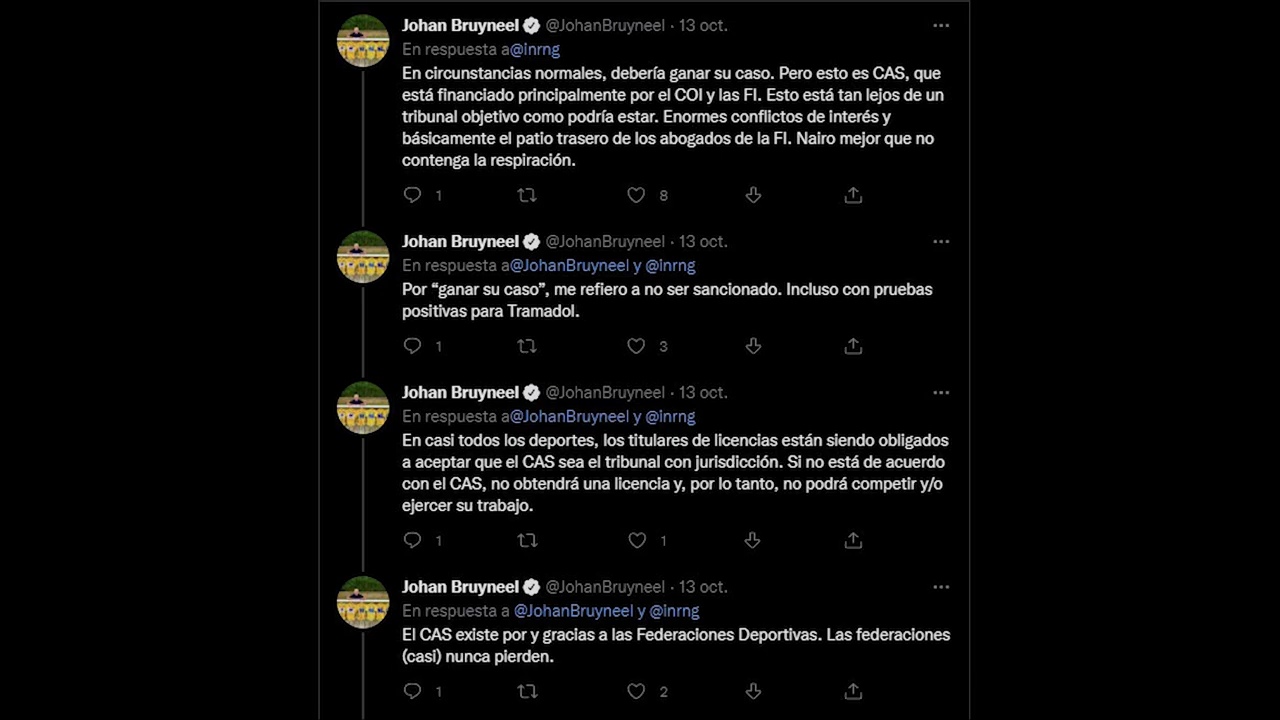 Johan Bruyneel @JohanBruyneel · 13 oct.
En respuesta a@inrng
En circunstancias normales, debería ganar su caso. Pero esto es CAS, que
está financiado principalmente por el COI y las FI. Esto está tan lejos de un
tribunal objetivo como podría estar. Enormes conflictos de interés y
básicamente el patio trasero de los abogados de la FI. Nairo mejor que no
contenga la respiración.
1 8
Johan Bruyneel @JohanBruyneel · 13 oct.
En respuesta a@JohanBruyneel y @inrng
Por “ganar su caso”, me refiero a no ser sancionado. Incluso con pruebas
positivas para Tramadol.
1 3
Johan Bruyneel @JohanBruyneel · 13 oct.
En respuesta a@JohanBruyneel y @inrng
En casi todos los deportes, los titulares de licencias están siendo obligados
a aceptar que el CAS sea el tribunal con jurisdicción. Si no está de acuerdo
con el CAS, no obtendrá una licencia y, por lo tanto, no podrá competir y/o
ejercer su trabajo.
1 1
Johan Bruyneel @JohanBruyneel · 13 oct.
En respuesta a @JohanBruyneel y @inrng
El CAS existe por y gracias a las Federaciones Deportivas. Las federaciones
(casi) nunca pierden.
1 2